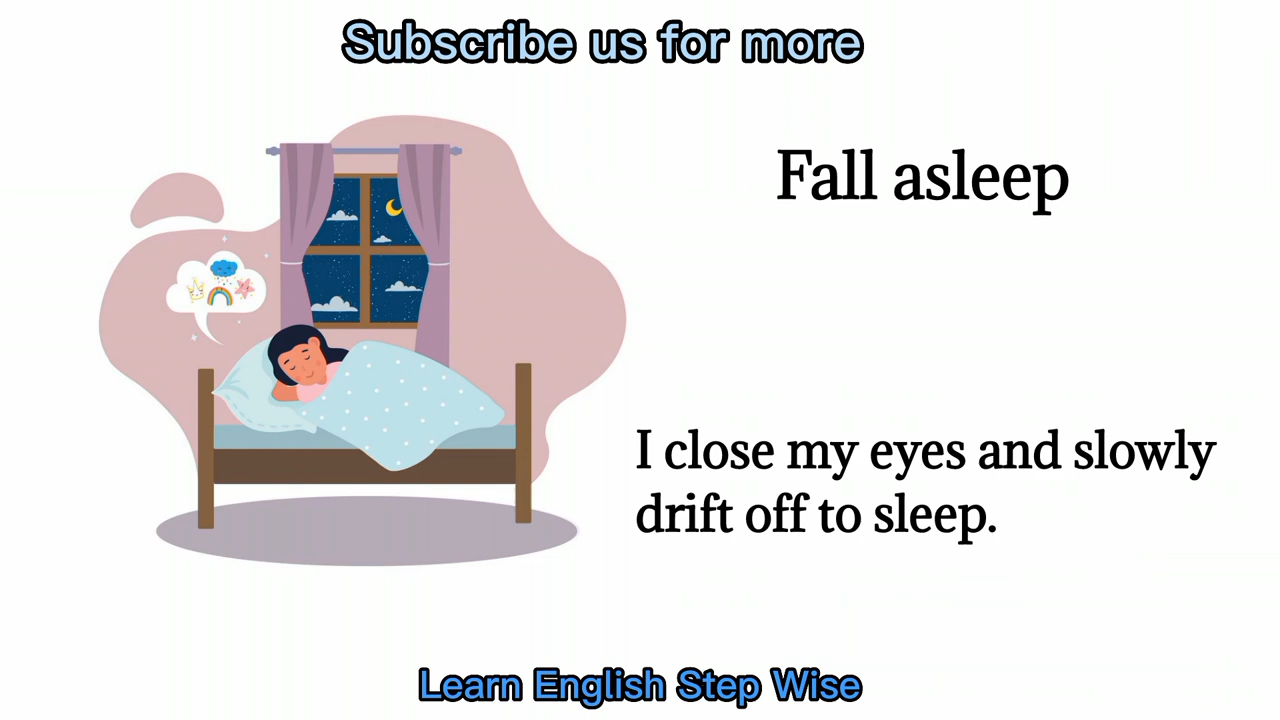 Subscribe us for more
Fall asleep
I close my eyes and slowly
drift off to sleep.
Learn English Step Wise